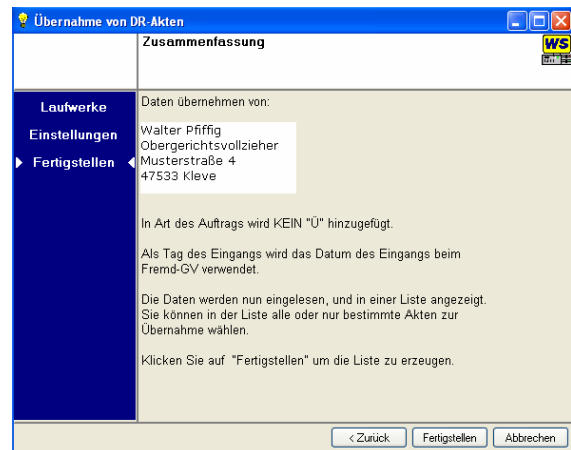 Übernahme von DR-Akten
Zusammenfassung
WS
Laufwerke
Einstellungen
Fertigstellen
Daten übernehmen von:
Walter Pfiffig
Obergerichtsvollzieher
Musterstraße 4
47533 Kleve
In Art des Auftrags wird KEIN "Ü" hinzugefügt.
Als Tag des Eingangs wird das Datum des Eingangs beim
Fremd-GV verwendet.
Die Daten werden nun eingelesen, und in einer Liste angezeigt.
Sie können in der Liste alle oder nur bestimmte Akten zur
Übernahme wählen.
Klicken Sie auf "Fertigstellen" um die Liste zu erzeugen.
< Zurück
Fertigstellen
Abbrechen